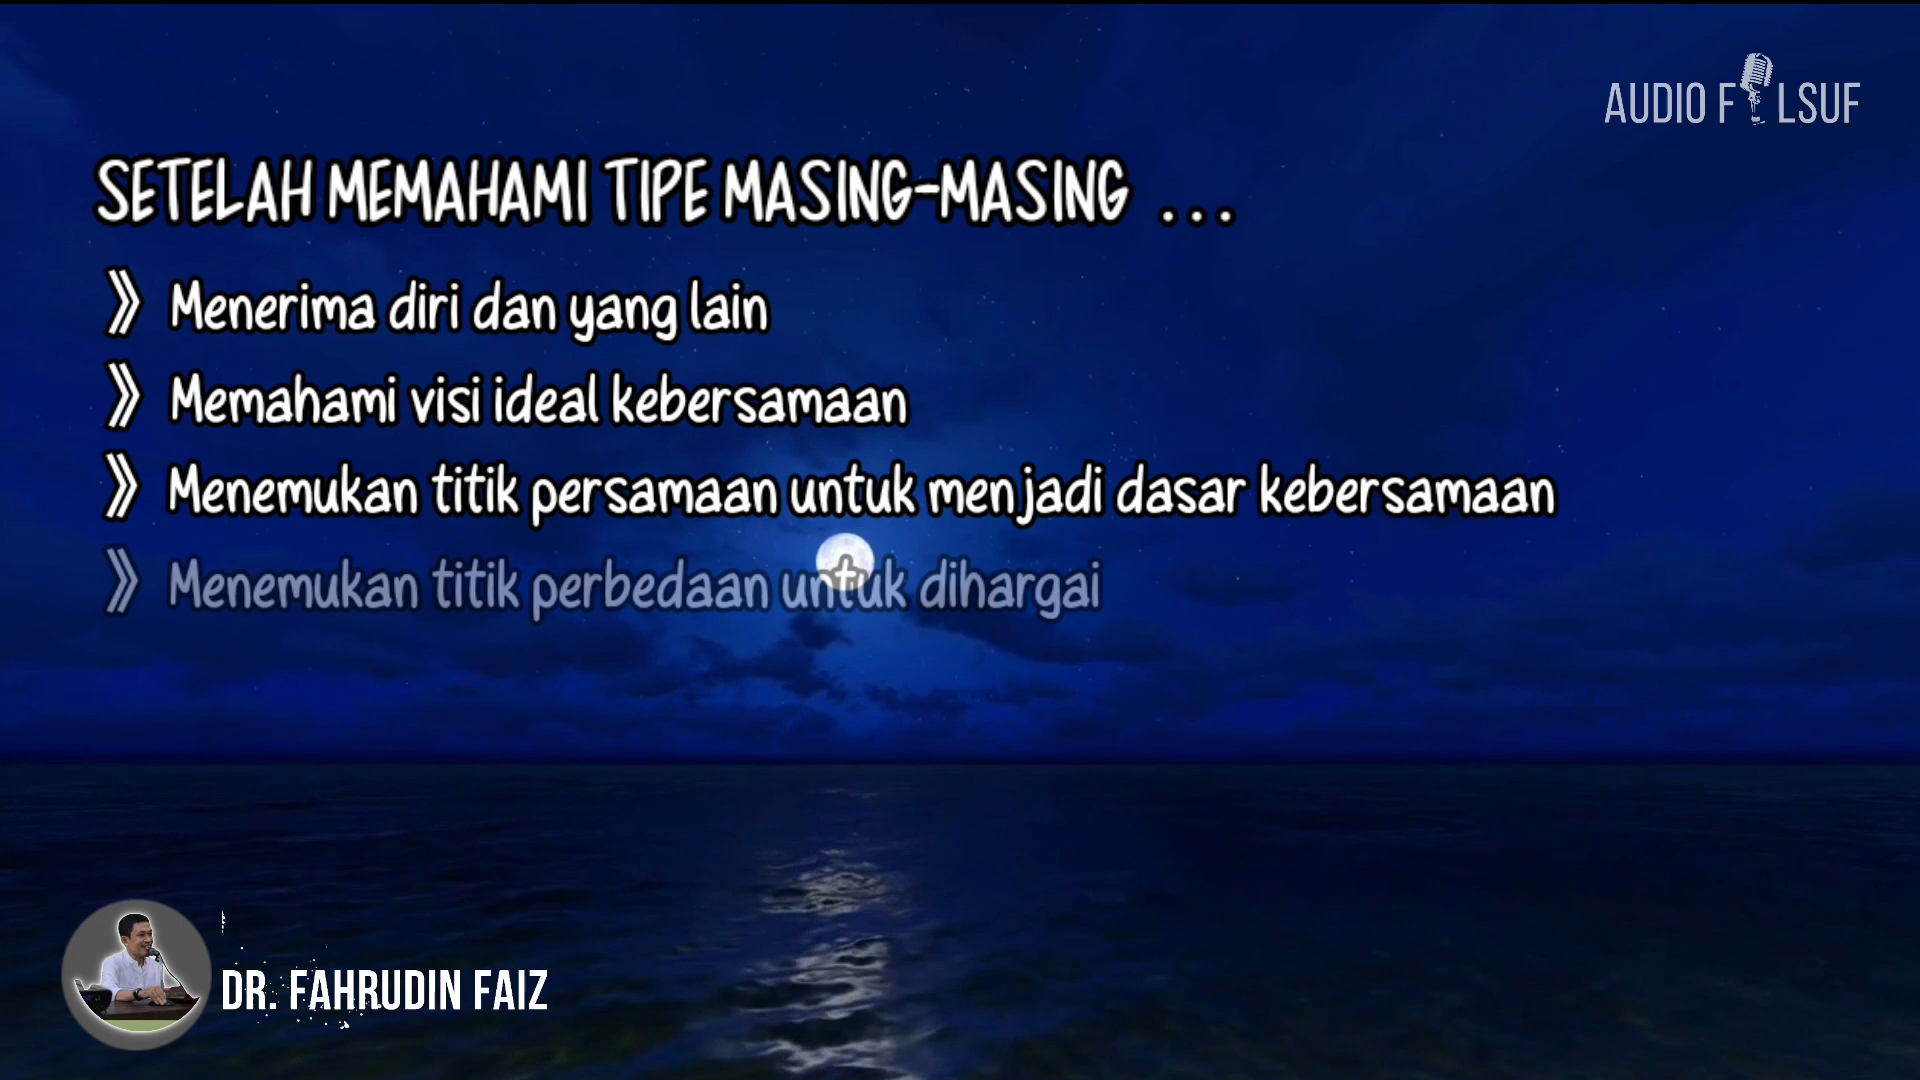 AUDIO FILSUF
SETELAH MEMAHAMI TIPE MASING-MASING ...
》 Menerima diri dan yang lain
》 Memahami visi ideal kebersamaan
》 Menemukan titik persamaan untuk menjadi dasar kebersamaan
》 Menemukan titik perbedaan untuk dihargai
DR. FAHRUDIN FAIZ